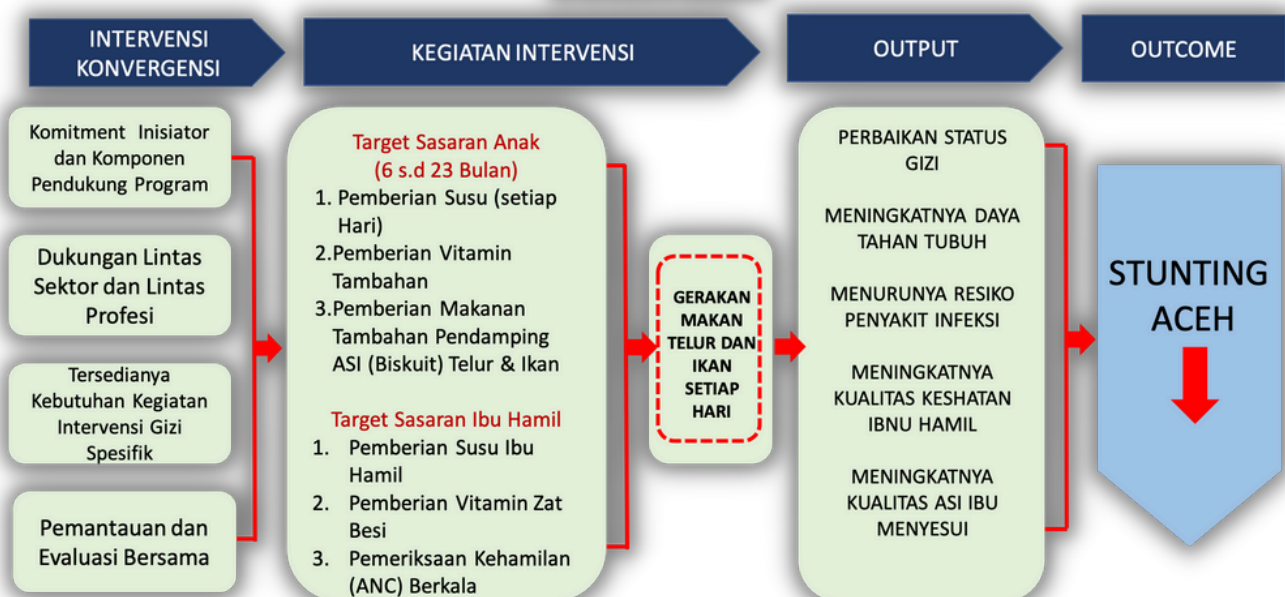 INTERVENSI
KONVERGENSI
KEGIATAN INTERVENSI
OUTPUT
OUTCOME
Komitment Inisiator
dan Komponen
Pendukung Program
Dukungan Lintas
Sektor dan Lintas
Profesi
Tersedianya
Kebutuhan Kegiatan
Intervensi Gizi
Spesifik
Pemantauan dan
Evaluasi Bersama
Target Sasaran Anak
(6 s.d 23 Bulan)
1. Pemberian Susu (setiap
Hari)
2.Pemberian Vitamin
Tambahan
3.Pemberian Makanan
Tambahan Pendamping
ASI (Biskuit) Telur & Ikan
Target Sasaran Ibu Hamil
1. Pemberian Susu Ibu
Hamil
2. Pemberian Vitamin Zat
Besi
3. Pemeriksaan Kehamilan
(ANC) Berkala
GERAKAN
MAKAN
TELUR DAN
IKAN
SETIAP
HARI
PERBAIKAN STATUS
GIZI
MENINGKATNYA DAYA
TAHAN TUBUH
MENURUNYA RESIKO
PENYAKIT INFEKSI
MENINGKATNYA
KUALITAS KESHATAN
IBNU HAMIL
MENINGKATNYA
KUALITAS ASI IBU
MENYESUI
STUNTING
ACEH